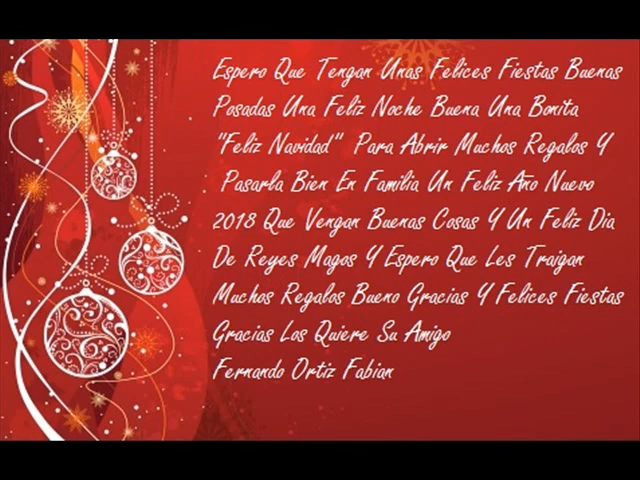 Espero Que Tengan Unas Felices Fiestas Buenas
Posadas Una Feliz Noche Buena Una Bonita
"Feliz Navidad" Para Abrir Muchos Regalos Y
Pasarla Bien En Familia Un Feliz Año Nuevo
2018 Que Vengan Buenas Cosas Y Un Feliz Dia
De Reyes Magos Y Espero Que Les Traigan
Muchos Regalos Bueno Gracias Y Felices Fiestas
Gracias Los Quiere Su Amigo
Fernando Ortiz Fabian